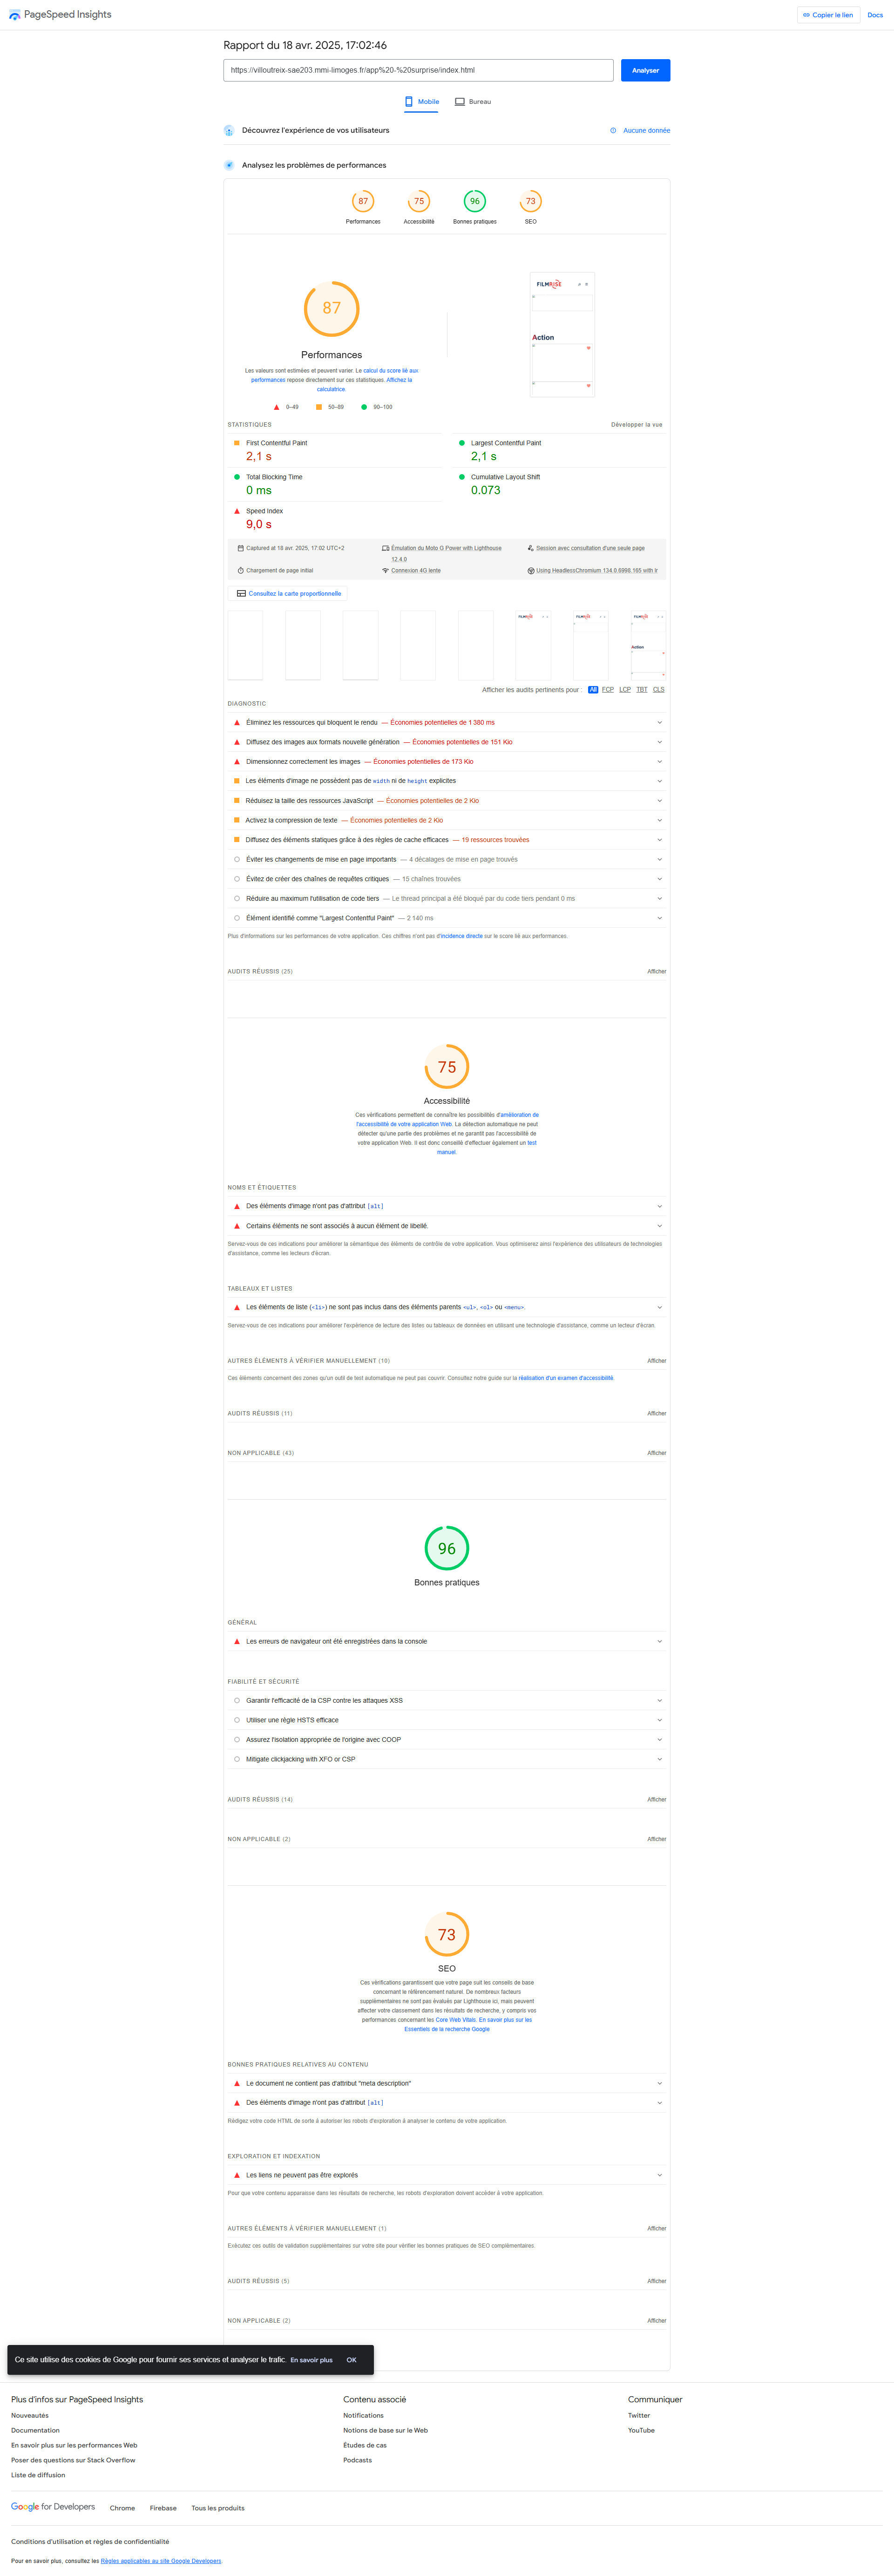 PageSpeed Insights
Copier le lien
Docs
Rapport du 18 avr. 2025, 17:02:46
https://villoutreix-sae203.mmi-limoges.fr/app%20-%20surprise/index.html
Analyser
Mobile
Bureau
Découvrez l'expérience de vos utilisateurs
Aucune donnée
Analysez les problèmes de performances
87
75
96
73
Performances
Accessibilité
Bonnes pratiques
SEO
87
FILMRISE
Action
Performances
Les valeurs sont estimées et peuvent varier. Le calcul du score lié aux
performances repose directement sur ces statistiques. Affichez la
calculatrice.
0–49
50–89
90–100
STATISTIQUES
Développer la vue
First Contentful Paint
2,1 s
Largest Contentful Paint
2,1 s
Total Blocking Time
0 ms
Cumulative Layout Shift
0.073
Speed Index
9,0 s
Captured at 18 avr. 2025, 17:02 UTC+2
Émulation du Moto G Power with Lighthouse
12.4.0
Session avec consultation d'une seule page
Chargement de page initial
Connexion 4G lente
Using HeadlessChromium 134.0.6998.165 with lr
Consultez la carte proportionnelle
FILMRISE
FILMRISE
FILMRISE
Action
Afficher les audits pertinents pour :
All
FCP
LCP
TBT
CLS
DIAGNOSTIC
Éliminez les ressources qui bloquent le rendu — Économies potentielles de 1 380 ms
Diffusez des images aux formats nouvelle génération — Économies potentielles de 151 Kio
Dimensionnez correctement les images — Économies potentielles de 173 Kio
Les éléments d'image ne possèdent pas de width ni de height explicites
Réduisez la taille des ressources JavaScript — Économies potentielles de 2 Kio
Activez la compression de texte — Économies potentielles de 2 Kio
Diffusez des éléments statiques grâce à des règles de cache efficaces — 19 ressources trouvées
Éviter les changements de mise en page importants — 4 décalages de mise en page trouvés
Évitez de créer des chaînes de requêtes critiques — 15 chaînes trouvées
Réduire au maximum l'utilisation de code tiers — Le thread principal a été bloqué par du code tiers pendant 0 ms
Élément identifié comme "Largest Contentful Paint" — 2 140 ms
Plus d'informations sur les performances de votre application. Ces chiffres n'ont pas d'incidence directe sur le score lié aux performances.
AUDITS RÉUSSIS (25)
Afficher
75
Accessibilité
Ces vérifications permettent de connaître les possibilités d'amélioration de
l'accessibilité de votre application Web. La détection automatique ne peut
détecter qu'une partie des problèmes et ne garantit pas l'accessibilité de
votre application Web. Il est donc conseillé d'effectuer également un test
manuel.
NOMS ET ÉTIQUETTES
Des éléments d'image n'ont pas d'attribut [alt]
Certains éléments ne sont associés à aucun élément de libellé.
Servez-vous de ces indications pour améliorer la sémantique des éléments de contrôle de votre application. Vous optimiserez ainsi l'expérience des utilisateurs de technologies
d'assistance, comme les lecteurs d'écran.
TABLEAUX ET LISTES
Les éléments de liste (<li>) ne sont pas inclus dans des éléments parents <ul>, <ol> ou <menu>.
Servez-vous de ces indications pour améliorer l'expérience de lecture des listes ou tableaux de données en utilisant une technologie d'assistance, comme un lecteur d'écran.
AUTRES ÉLÉMENTS À VÉRIFIER MANUELLEMENT (10)
Afficher
Ces éléments concernent des zones qu'un outil de test automatique ne peut pas couvrir. Consultez notre guide sur la réalisation d'un examen d'accessibilité.
AUDITS RÉUSSIS (11)
Afficher
NON APPLICABLE (43)
Afficher
96
Bonnes pratiques
GÉNÉRAL
Les erreurs de navigateur ont été enregistrées dans la console
FIABILITÉ ET SÉCURITÉ
Garantir l'efficacité de la CSP contre les attaques XSS
Utiliser une règle HSTS efficace
Assurez l'isolation appropriée de l'origine avec COOP
Mitigate clickjacking with XFO or CSP
AUDITS RÉUSSIS (14)
Afficher
NON APPLICABLE (2)
Afficher
73
SEO
Ces vérifications garantissent que votre page suit les conseils de base
concernant le référencement naturel. De nombreux facteurs
supplémentaires ne sont pas évalués par Lighthouse ici, mais peuvent
affecter votre classement dans les résultats de recherche, y compris vos
performances concernant les Core Web Vitals. En savoir plus sur les
Essentiels de la recherche Google
BONNES PRATIQUES RELATIVES AU CONTENU
Le document ne contient pas d'attribut "meta description"
Des éléments d'image n'ont pas d'attribut [alt]
Rédigez votre code HTML de sorte à autoriser les robots d'exploration à analyser le contenu de votre application.
EXPLORATION ET INDEXATION
Les liens ne peuvent pas être explorés
Pour que votre contenu apparaisse dans les résultats de recherche, les robots d'exploration doivent accéder à votre application.
AUTRES ÉLÉMENTS À VÉRIFIER MANUELLEMENT (1)
Afficher
Exécutez ces outils de validation supplémentaires sur votre site pour vérifier les bonnes pratiques de SEO complémentaires.
AUDITS RÉUSSIS (5)
Afficher
NON APPLICABLE (2)
Afficher
Ce site utilise des cookies de Google pour fournir ses services et analyser le trafic. En savoir plus
OK
Plus d'infos sur PageSpeed Insights
Nouveautés
Documentation
En savoir plus sur les performances Web
Poser des questions sur Stack Overflow
Liste de diffusion
Contenu associé
Notifications
Notions de base sur le Web
Études de cas
Podcasts
Communiquer
Twitter
YouTube
Google for Developers
Chrome
Firebase
Tous les produits
Conditions d'utilisation et règles de confidentialité
Pour en savoir plus, consultez les Règles applicables au site Google Developers.